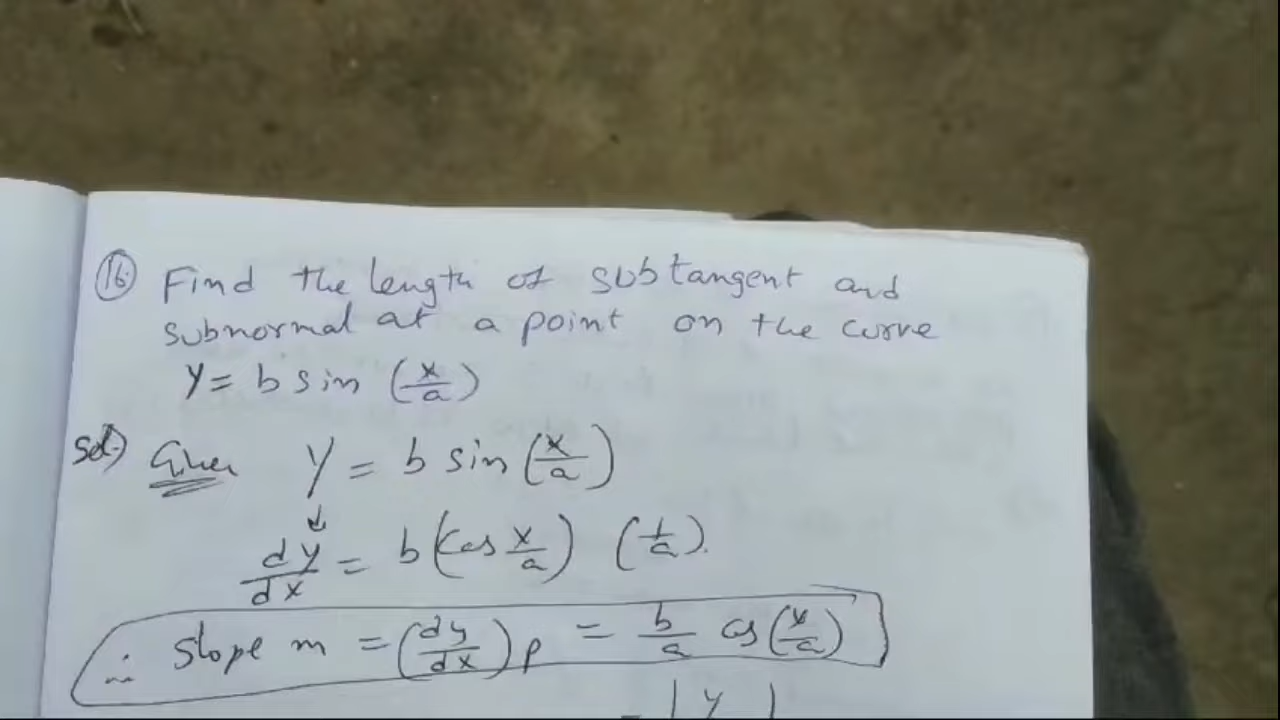 16. Find the length of subtangent and
subnormal at a point on the curve
y = b sin (x/a)
Sol) Given y = b sin (x/a)
dy/dx = b (cos x/a) (1/a).
∴ slope m = (dy/dx)p = b/a cos (x/a)
= | y |